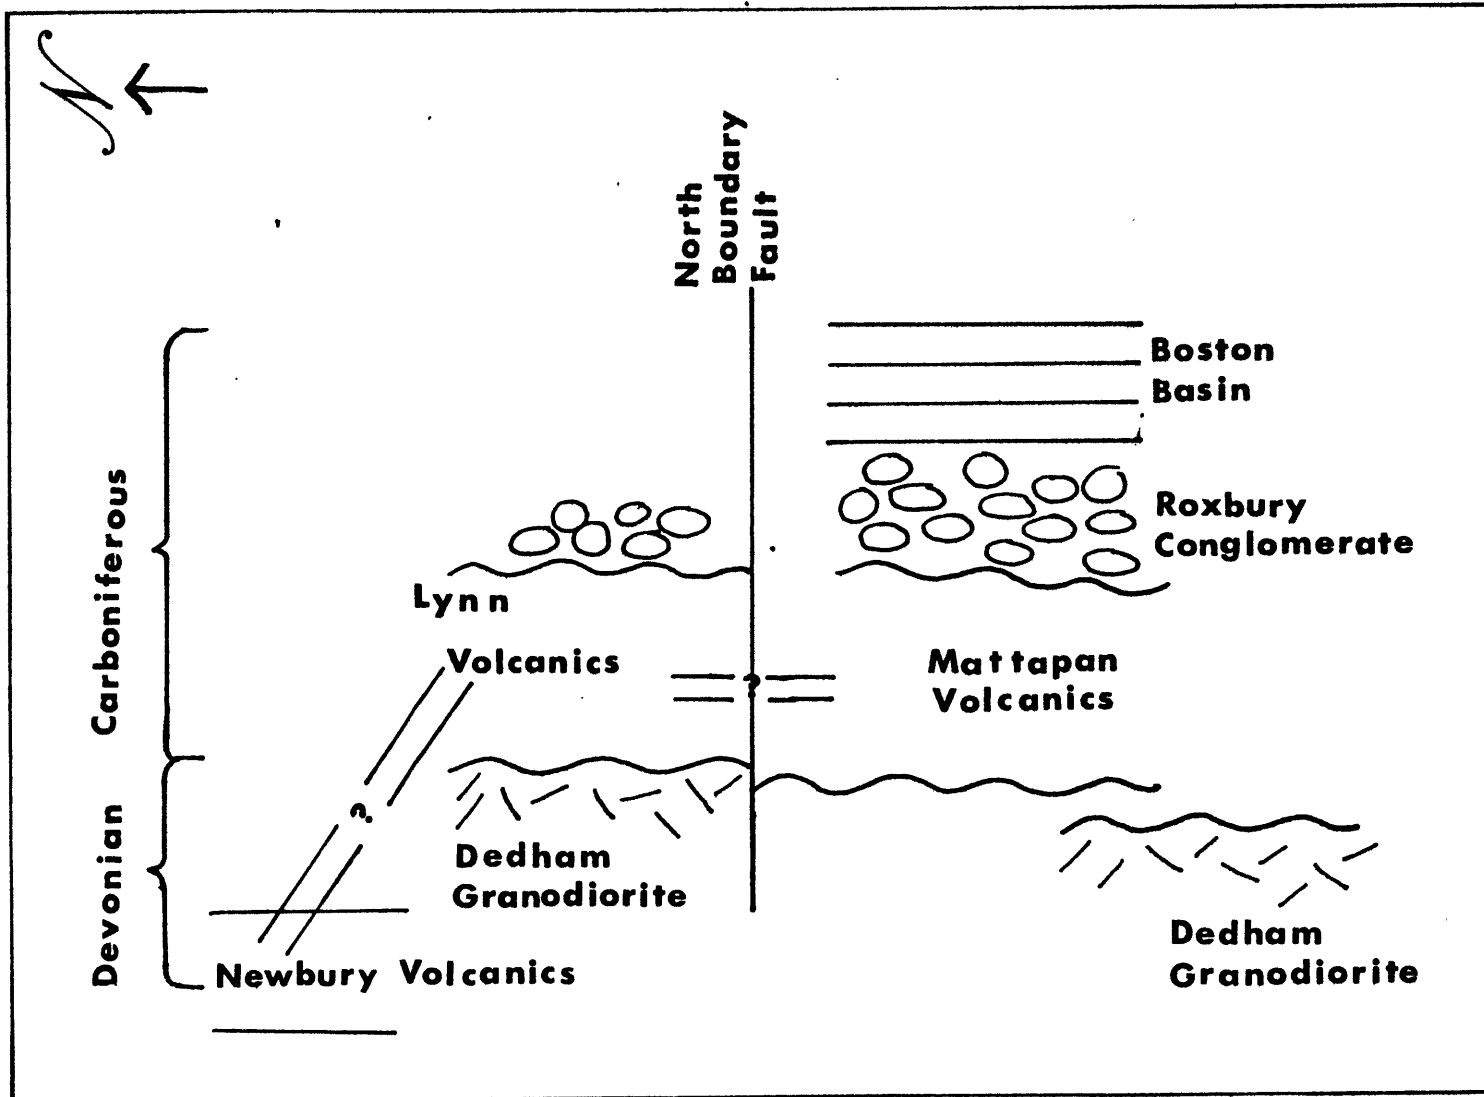 N
North
Boundary
Fault
Boston
Basin
Carboniferous
Roxbury
Conglomerate
Lynn
Volcanics
?
Mattapan
Volcanics
Devonian
?
Dedham
Granodiorite
Dedham
Granodiorite
Newbury Volcanics